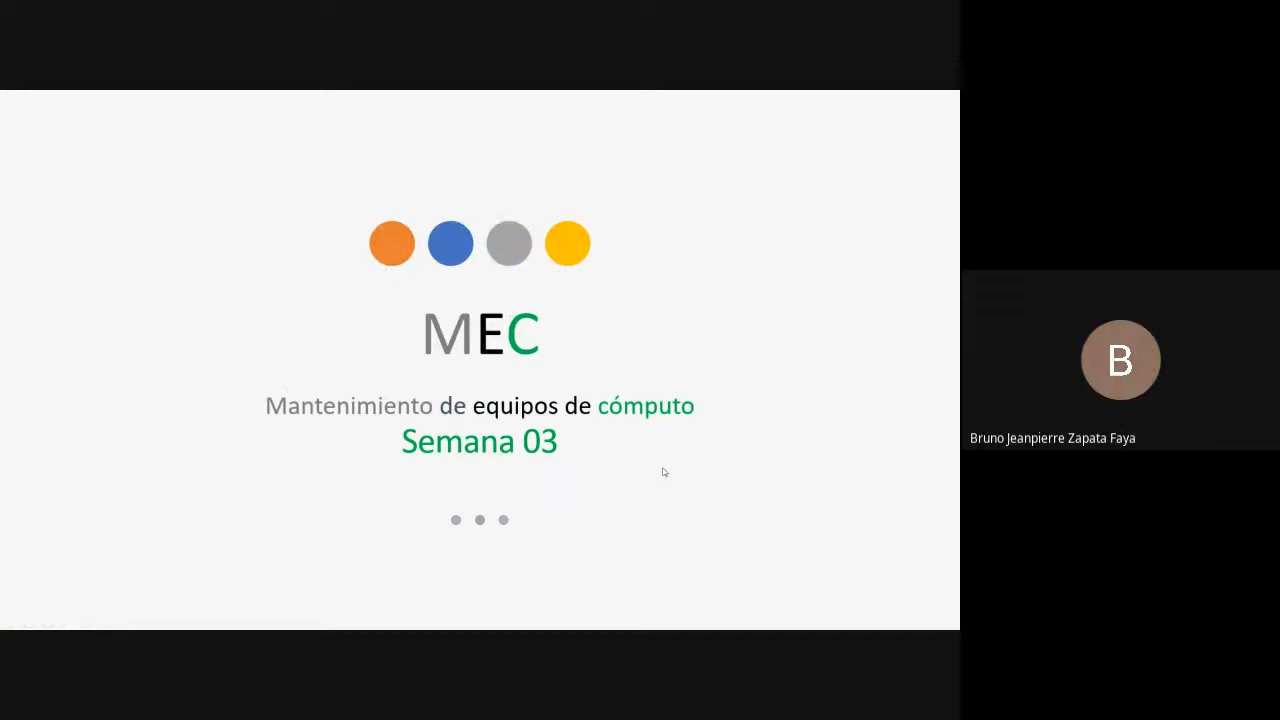 MEC
Mantenimiento de equipos de cómputo
Semana 03
B
Bruno Jeanpierre Zapata Faya